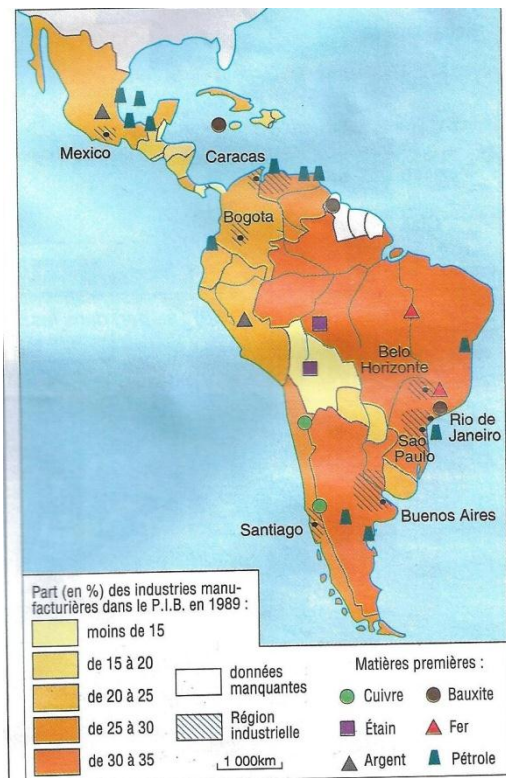 Mexico
Caracas
Bogota
Belo
Horizonte
Rio de
Janeiro
Sao
Paulo
Buenos Aires
Santiago
Part (en %) des industries manu-
facturières dans le P.I.B. en 1989 :
moins de 15
de 15 à 20
de 20 à 25
de 25 à 30
de 30 à 35
données
manquantes
Région
industrielle
1 000km
Matières premières :
Cuivre
Bauxite
Étain
Fer
Argent
Pétrole